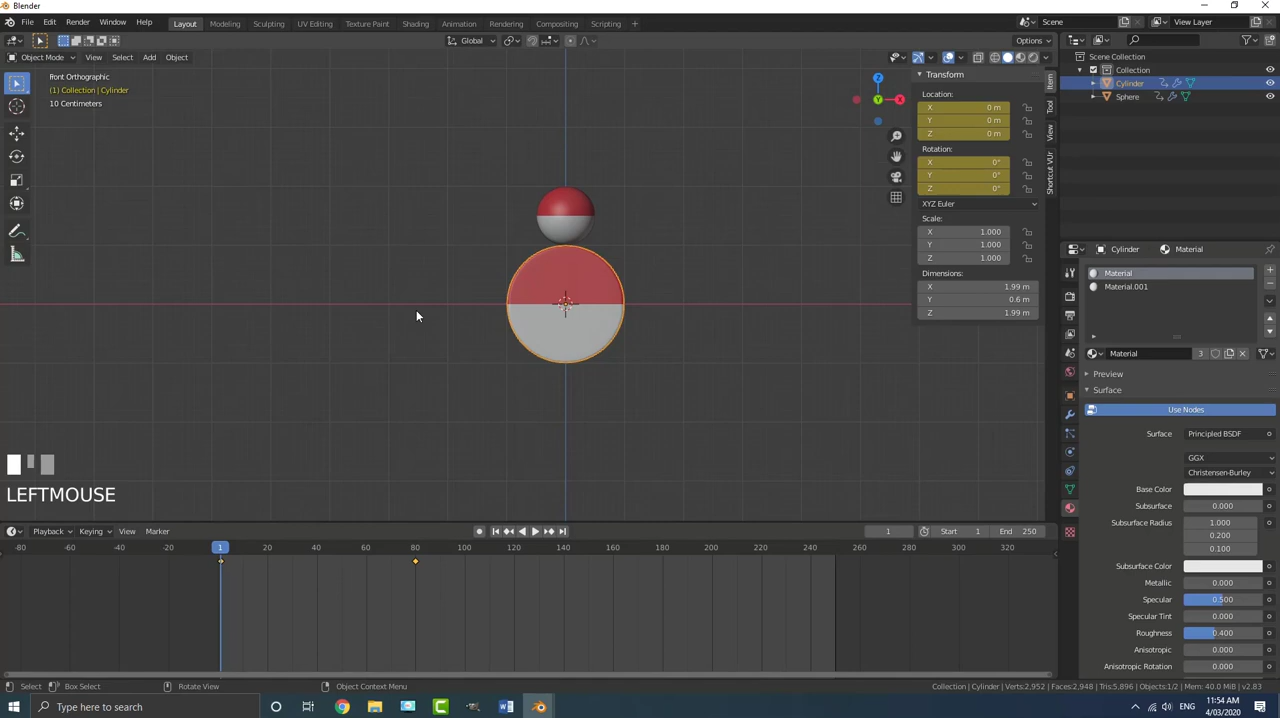 Blender
File Edit Render Window Help Layout Modeling Sculpting UV Editing Texture Paint Shading Animation Rendering Compositing Scripting + Scene View Layer
Global Options
Object Mode View Select Add Object
Front Orthographic
(1) Collection | Cylinder
10 Centimeters
Z
X
Y
Transform
Location:
X 0 m
Y 0 m
Z 0 m
Rotation:
X 0°
Y 0°
Z 0°
XYZ Euler
Scale:
X 1.000
Y 1.000
Z 1.000
Dimensions:
X 1.99 m
Y 0.6 m
Z 1.99 m
Item
Tool
View
Shortcut VUr
Scene Collection
Collection
Cylinder
Sphere
Cylinder Material
Material
Material.001
Material 3
Preview
Surface
Use Nodes
Surface Principled BSDF
GGX
Christensen-Burley
Base Color
Subsurface 0.000
Subsurface Radius 1.000
0.200
0.100
Subsurface Color
Metallic 0.000
Specular 0.500
Specular Tint 0.000
Roughness 0.400
Anisotropic 0.000
Anisotropic Rotation 0.000
LEFTMOUSE
Playback Keying View Marker 1 Start 1 End 250
-80 -60 -40 -20 1 20 40 60 80 100 120 140 160 180 200 220 240 260 280 300 320
Select Box Select Rotate View Object Context Menu Collection | Cylinder | Verts:2,952 | Faces:2,948 | Tris:5,896 | Objects:1/2 | Mem: 40.0 MiB | v2.83
Type here to search
W
ENG
11:54 AM
4/03/2020